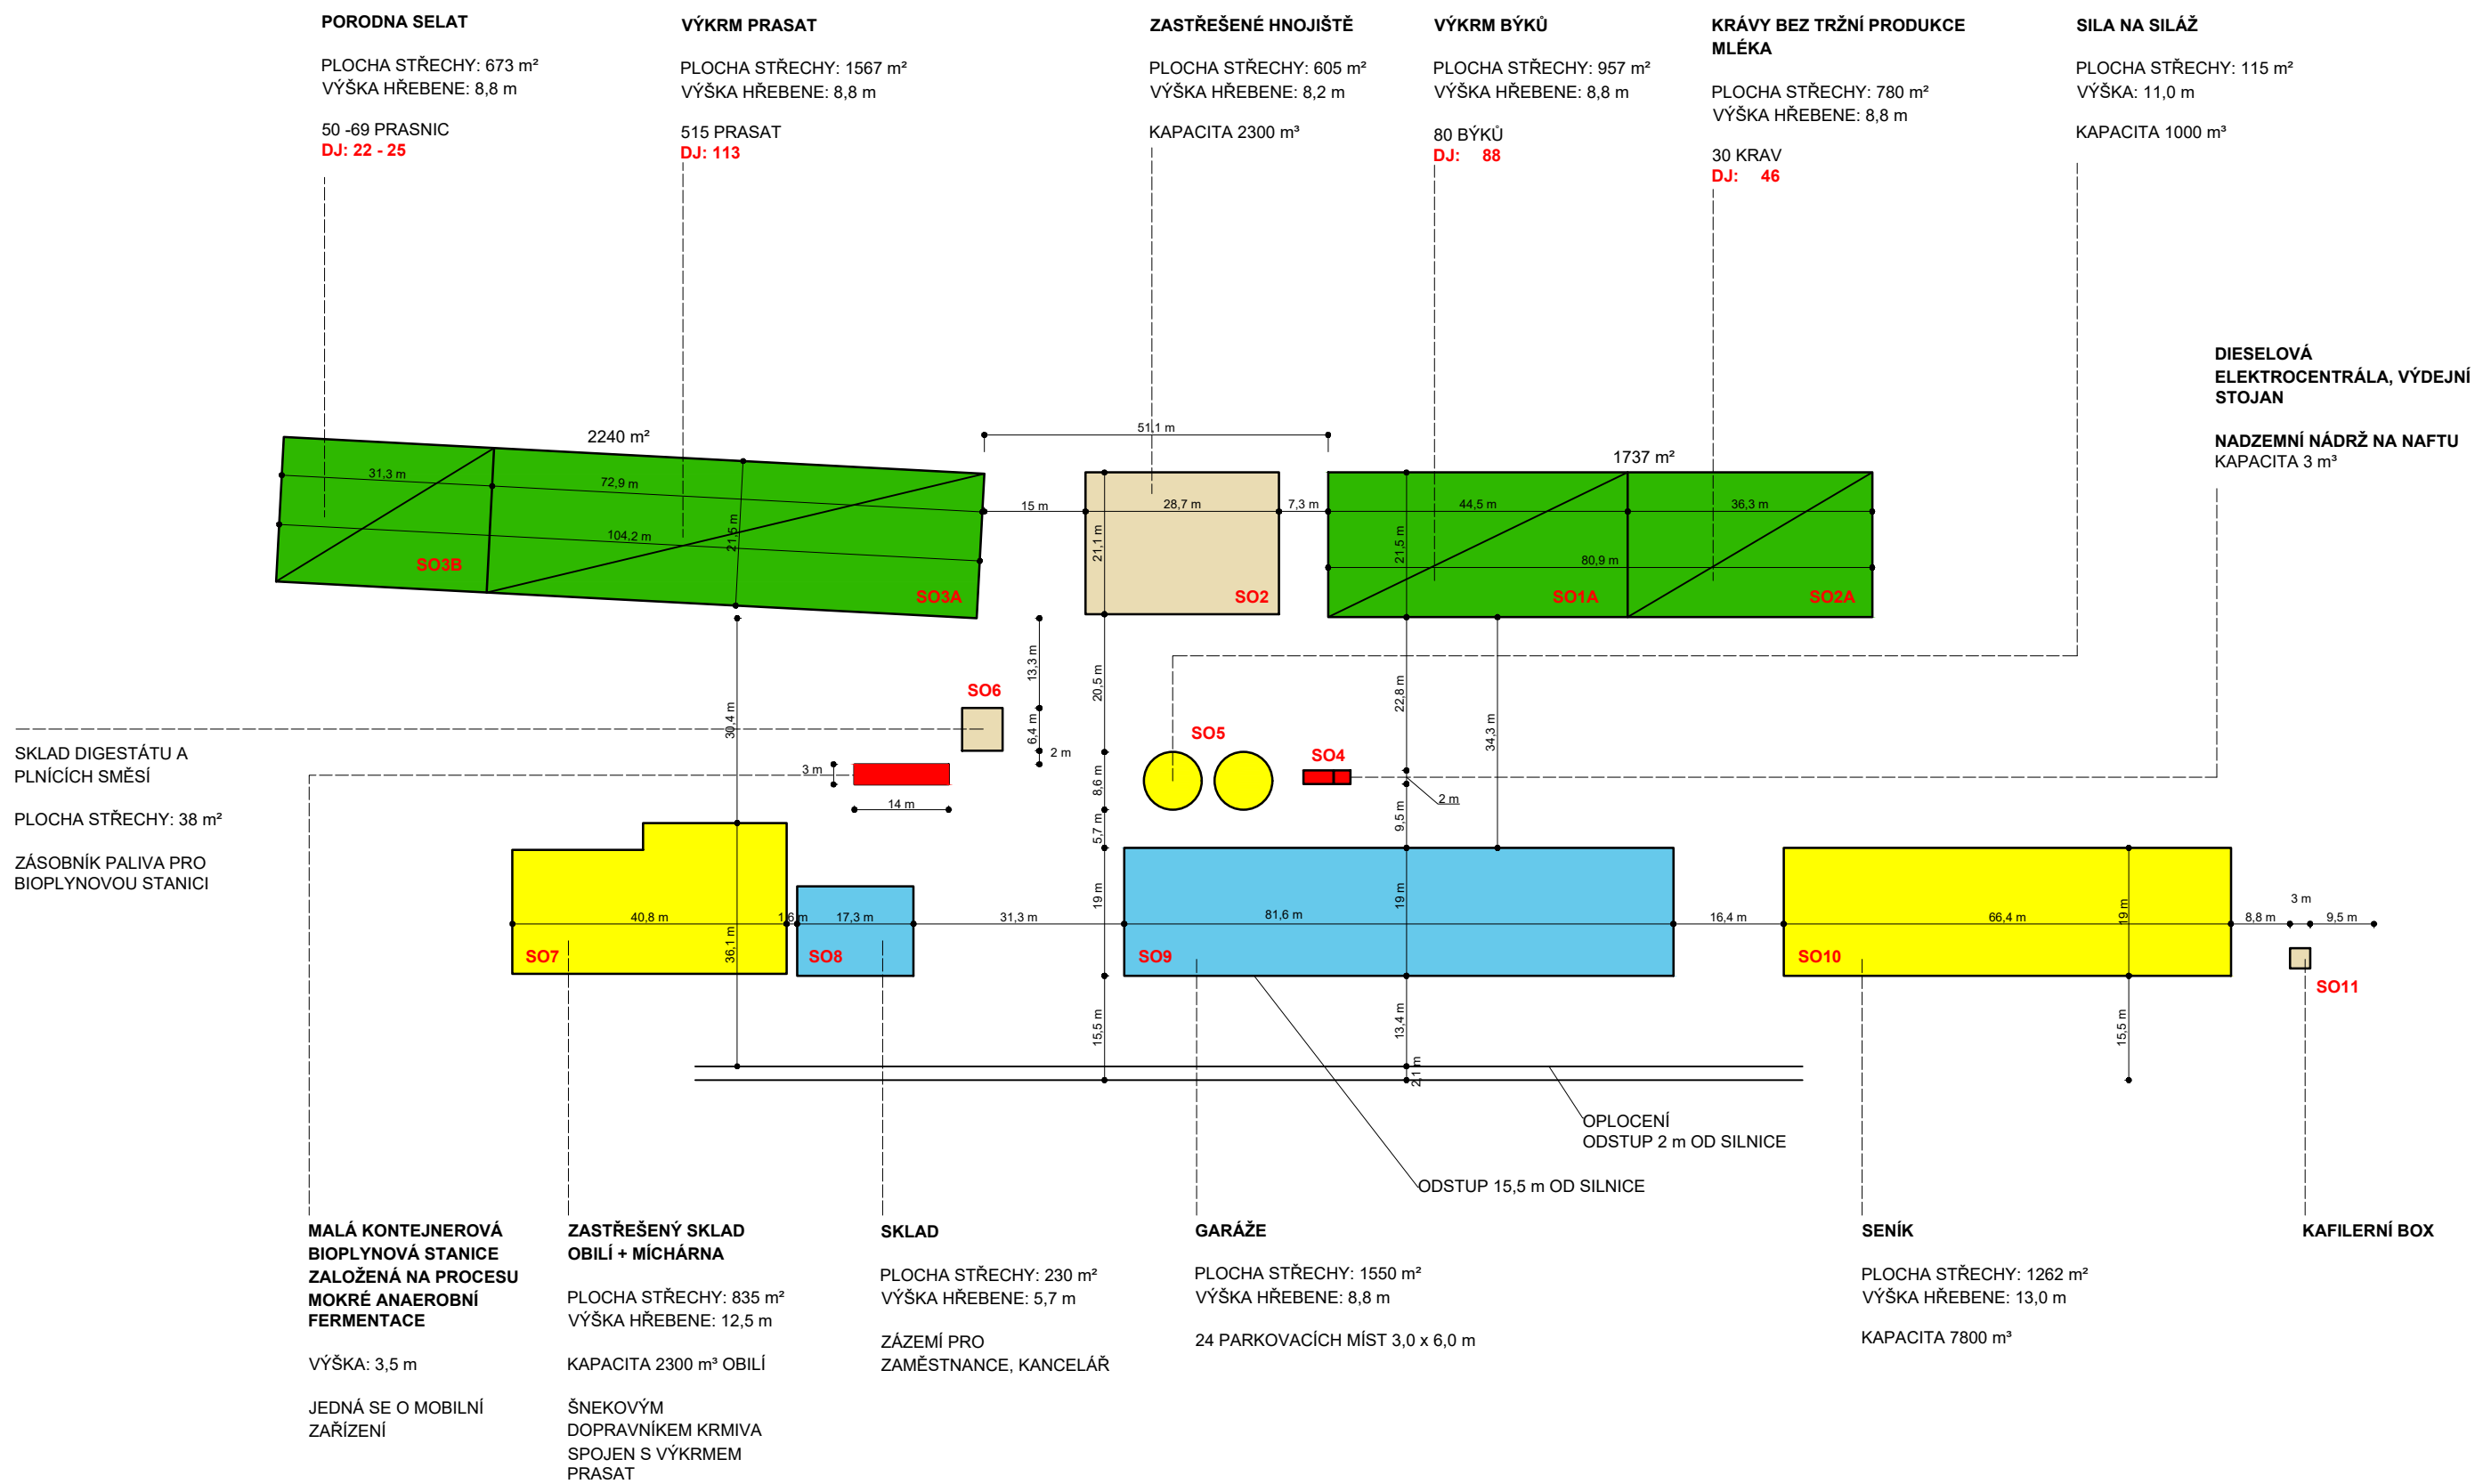 PORODNA SELAT
PLOCHA STŘECHY: 673 m²
VÝŠKA HŘEBENE: 8,8 m
50 -69 PRASNIC
DJ: 22 - 25
VÝKRM PRASAT
PLOCHA STŘECHY: 1567 m²
VÝŠKA HŘEBENE: 8,8 m
515 PRASAT
DJ: 113
ZASTŘEŠENÉ HNOJIŠTĚ
PLOCHA STŘECHY: 605 m²
VÝŠKA HŘEBENE: 8,2 m
KAPACITA 2300 m³
VÝKRM BÝKŮ
PLOCHA STŘECHY: 957 m²
VÝŠKA HŘEBENE: 8,8 m
80 BÝKŮ
DJ: 88
KRÁVY BEZ TRŽNÍ PRODUKCE
MLÉKA
PLOCHA STŘECHY: 780 m²
VÝŠKA HŘEBENE: 8,8 m
30 KRAV
DJ: 46
SILA NA SILÁŽ
PLOCHA STŘECHY: 115 m²
VÝŠKA: 11,0 m
KAPACITA 1000 m³
DIESELOVÁ
ELEKTROCENTRÁLA, VÝDEJNÍ
STOJAN
NADZEMNÍ NÁDRŽ NA NAFTU
KAPACITA 3 m³
2240 m²
31,3 m
72,9 m
104,2 m
21,5 m
SO3B
SO3A
51,1 m
15 m
28,7 m
7,3 m
21,1 m
SO2
1737 m²
44,5 m
36,3 m
21,5 m
80,9 m
SO1A
SO2A
30,4 m
13,3 m
6,4 m
2 m
SO6
3 m
14 m
20,5 m
8,6 m
5,7 m
SO5
SO4
22,8 m
34,3 m
2 m
9,5 m
SKLAD DIGESTÁTU A
PLNÍCÍCH SMĚSÍ
PLOCHA STŘECHY: 38 m²
ZÁSOBNÍK PALIVA PRO
BIOPLYNOVOU STANICI
40,8 m
1,6 m
17,3 m
31,3 m
81,6 m
16,4 m
66,4 m
8,8 m
3 m
9,5 m
36,1 m
19 m
19 m
19 m
SO7
SO8
SO9
SO10
SO11
15,5 m
13,4 m
2,1 m
15,5 m
OPLOCENÍ
ODSTUP 2 m OD SILNICE
ODSTUP 15,5 m OD SILNICE
MALÁ KONTEJNEROVÁ
BIOPLYNOVÁ STANICE
ZALOŽENÁ NA PROCESU
MOKRÉ ANAEROBNÍ
FERMENTACE
VÝŠKA: 3,5 m
JEDNÁ SE O MOBILNÍ
ZAŘÍZENÍ
ZASTŘEŠENÝ SKLAD
OBILÍ + MÍCHÁRNA
PLOCHA STŘECHY: 835 m²
VÝŠKA HŘEBENE: 12,5 m
KAPACITA 2300 m³ OBILÍ
ŠNEKOVÝM
DOPRAVNÍKEM KRMIVA
SPOJEN S VÝKRMEM
PRASAT
SKLAD
PLOCHA STŘECHY: 230 m²
VÝŠKA HŘEBENE: 5,7 m
ZÁZEMÍ PRO
ZAMĚSTNANCE, KANCELÁŘ
GARÁŽE
PLOCHA STŘECHY: 1550 m²
VÝŠKA HŘEBENE: 8,8 m
24 PARKOVACÍCH MÍST 3,0 x 6,0 m
SENÍK
PLOCHA STŘECHY: 1262 m²
VÝŠKA HŘEBENE: 13,0 m
KAPACITA 7800 m³
KAFILERNÍ BOX